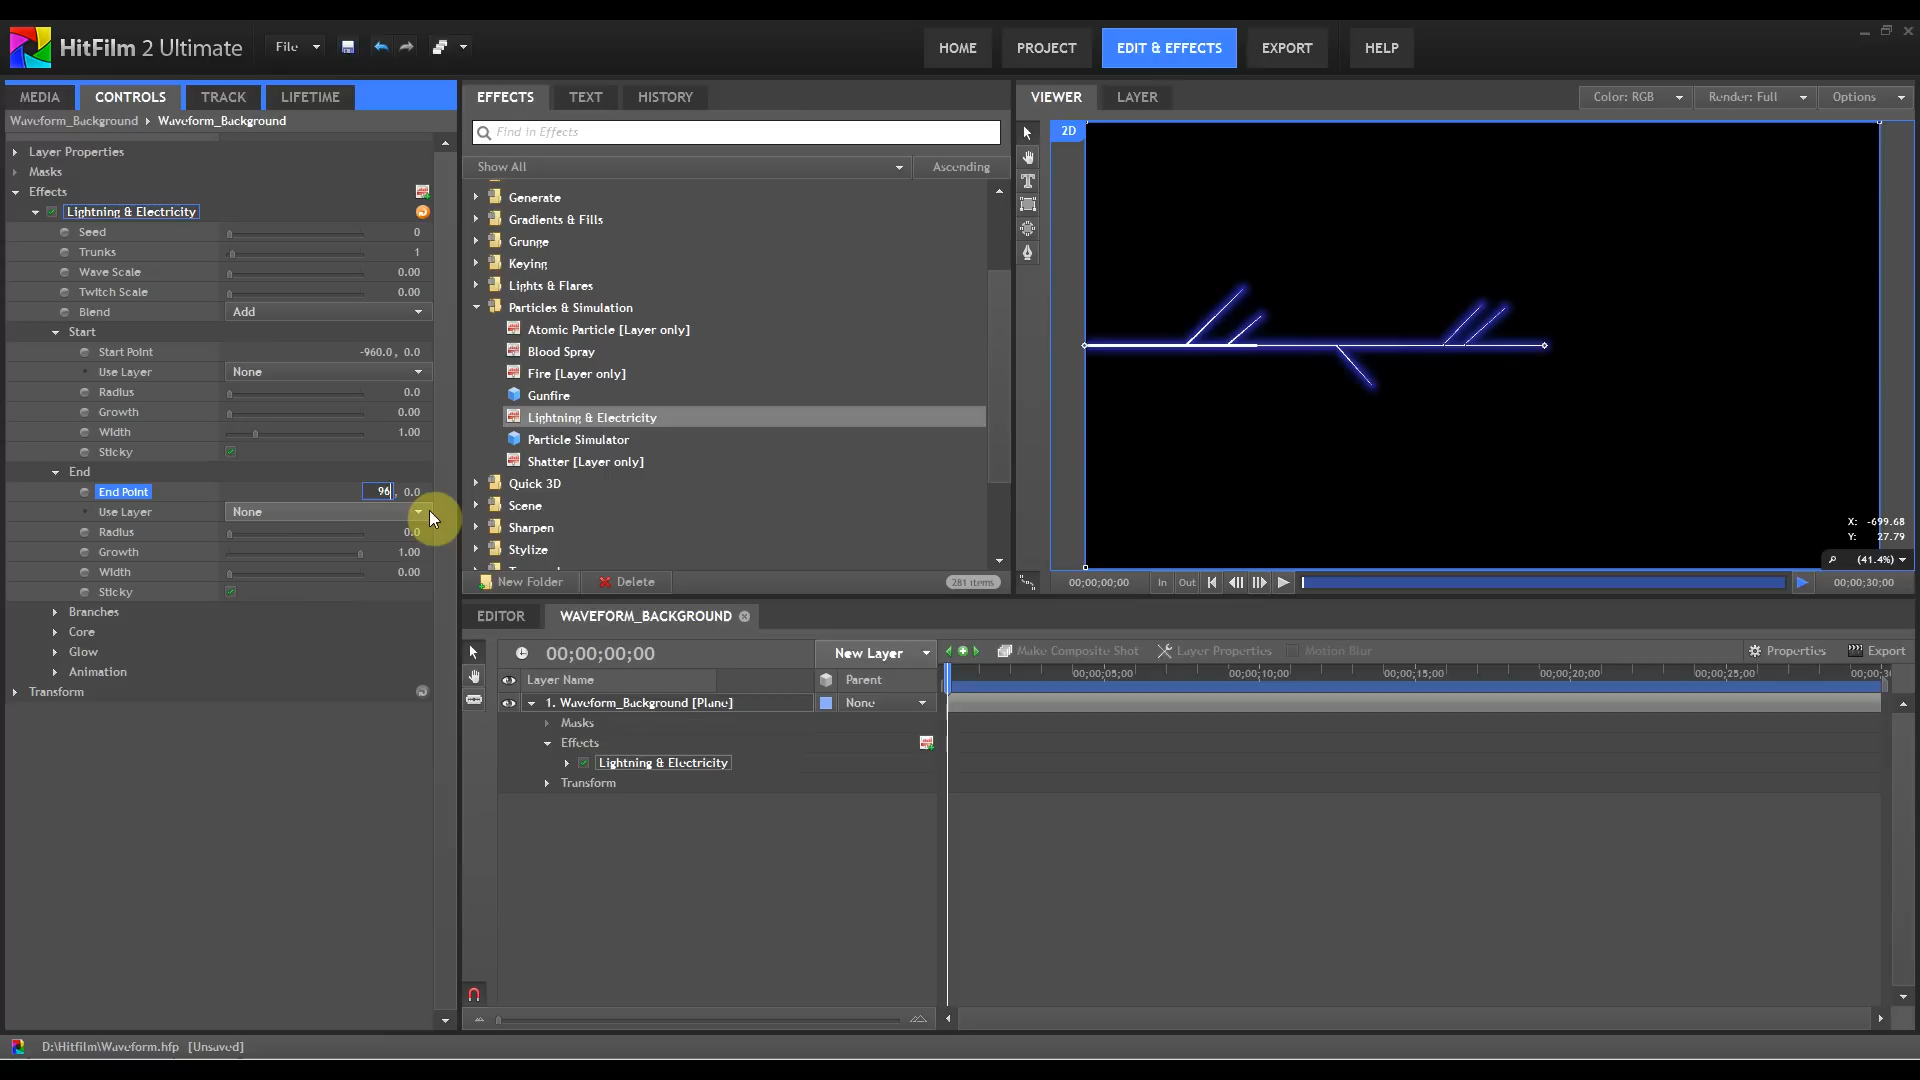 HitFilm 2 Ultimate
File
HOME
PROJECT
EDIT & EFFECTS
EXPORT
HELP
MEDIA
CONTROLS
TRACK
LIFETIME
EFFECTS
TEXT
HISTORY
VIEWER
LAYER
Color: RGB
Render: Full
Options
Waveform_Background
Waveform_Background
Layer Properties
Masks
Effects
Lightning & Electricity
Seed 0
Trunks 1
Wave Scale 0.00
Twitch Scale 0.00
Blend Add
Start
Start Point -960.0, 0.0
Use Layer None
Radius 0.0
Growth 0.00
Width 1.00
Sticky
End
End Point 96, 0.0
Use Layer None
Radius 0.0
Growth 1.00
Width 0.00
Sticky
Branches
Core
Glow
Animation
Transform
Find in Effects
Show All
Ascending
Generate
Gradients & Fills
Grunge
Keying
Lights & Flares
Particles & Simulation
Atomic Particle [Layer only]
Blood Spray
Fire [Layer only]
Gunfire
Lightning & Electricity
Particle Simulator
Shatter [Layer only]
Quick 3D
Scene
Sharpen
Stylize
New Folder
Delete
281 items
2D
X: -699.68
Y: 27.79
(41.4%)
00;00;00;00
In
Out
00;00;30;00
EDITOR
WAVEFORM_BACKGROUND
00;00;00;00
New Layer
Make Composite Shot
Layer Properties
Motion Blur
Properties
Export
Layer Name
Parent
00;00;05;00
00;00;10;00
00;00;15;00
00;00;20;00
00;00;25;00
00;00;3
1. Waveform_Background [Plane]
None
Masks
Effects
Lightning & Electricity
Transform
D:\Hitfilm\Waveform.hfp [Unsaved]